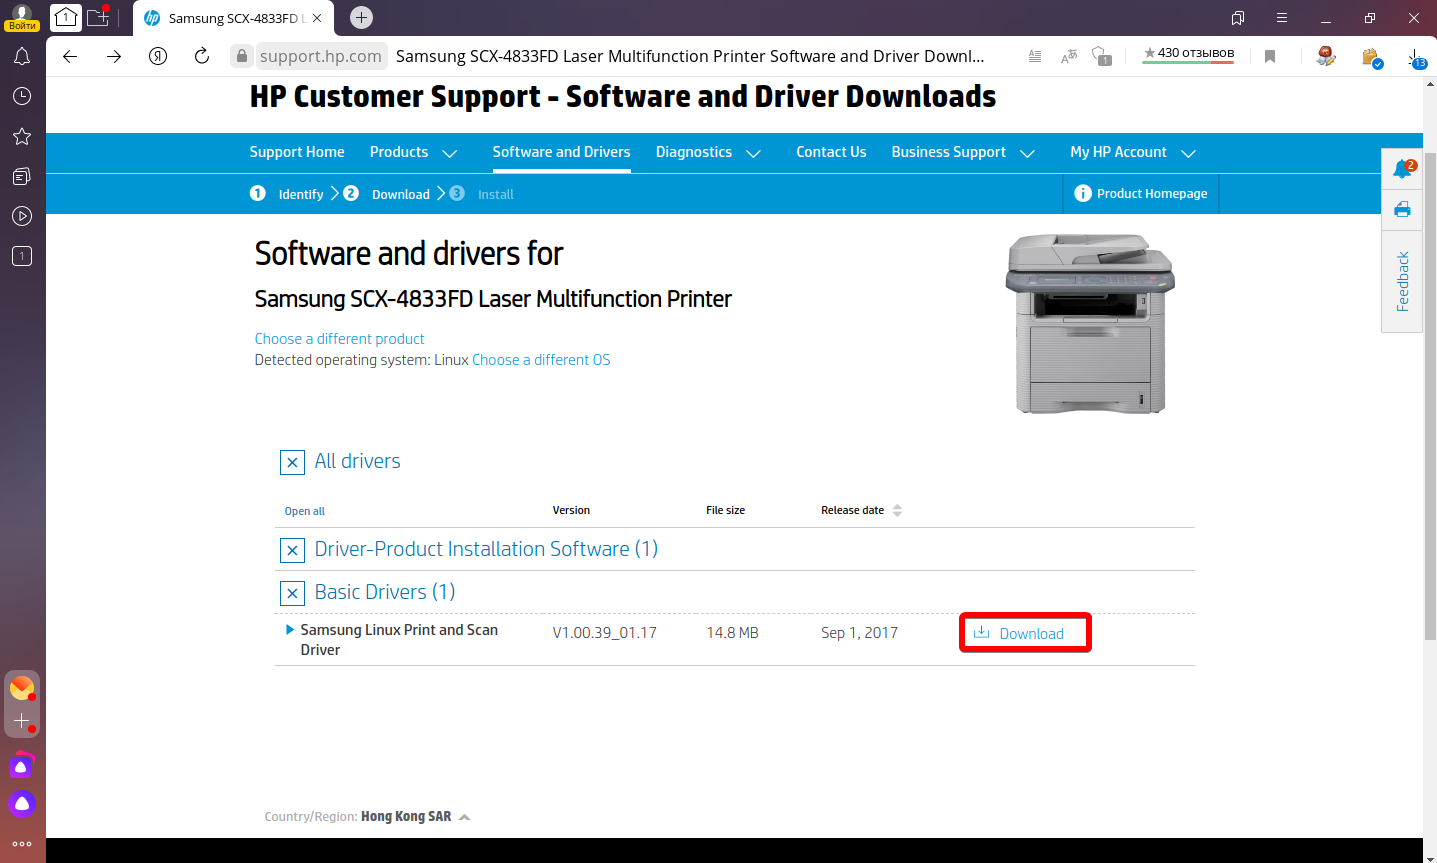 Войти
1
Samsung SCX-4833FD L
support.hp.com
Samsung SCX-4833FD Laser Multifunction Printer Software and Driver Downl...
1
★430 отзывов
13
1
HP Customer Support - Software and Driver Downloads
Support Home
Products
Software and Drivers
Diagnostics
Contact Us
Business Support
My HP Account
2
1 Identify
2 Download
3 Install
Product Homepage
Feedback
Software and drivers for
Samsung SCX-4833FD Laser Multifunction Printer
Choose a different product
Detected operating system: Linux Choose a different OS
All drivers
Open all
Version
File size
Release date
Driver-Product Installation Software (1)
Basic Drivers (1)
Samsung Linux Print and Scan
Driver
V1.00.39_01.17
14.8 MB
Sep 1, 2017
Download
Country/Region: Hong Kong SAR